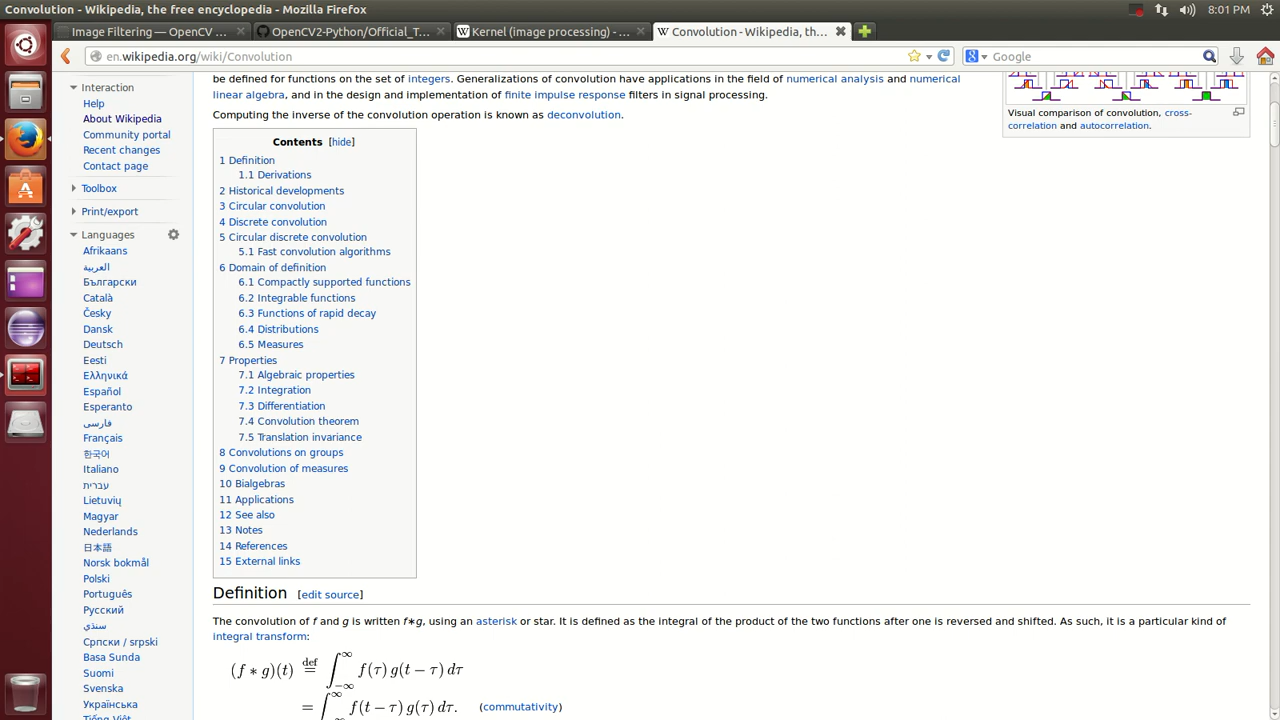 Convolution - Wikipedia, the free encyclopedia - Mozilla Firefox
8:01 PM
Image Filtering — OpenCV ...
OpenCV2-Python/Official_T...
Kernel (image processing) - ...
Convolution - Wikipedia, th...
en.wikipedia.org/wiki/Convolution
Google
Interaction
Help
About Wikipedia
Community portal
Recent changes
Contact page
Toolbox
Print/export
Languages
Afrikaans
العربية
Български
Català
Česky
Dansk
Deutsch
Eesti
Ελληνικά
Español
Esperanto
فارسی
Français
한국어
Italiano
עברית
Lietuvių
Magyar
Nederlands
日本語
Norsk bokmål
Polski
Português
Русский
سنڌي
Српски / srpski
Basa Sunda
Suomi
Svenska
Українська
Tiếng Việt
be defined for functions on the set of integers. Generalizations of convolution have applications in the field of numerical analysis and numerical
linear algebra, and in the design and implementation of finite impulse response filters in signal processing.
Computing the inverse of the convolution operation is known as deconvolution.
Visual comparison of convolution, cross-
correlation and autocorrelation.
Contents [hide]
1 Definition
1.1 Derivations
2 Historical developments
3 Circular convolution
4 Discrete convolution
5 Circular discrete convolution
5.1 Fast convolution algorithms
6 Domain of definition
6.1 Compactly supported functions
6.2 Integrable functions
6.3 Functions of rapid decay
6.4 Distributions
6.5 Measures
7 Properties
7.1 Algebraic properties
7.2 Integration
7.3 Differentiation
7.4 Convolution theorem
7.5 Translation invariance
8 Convolutions on groups
9 Convolution of measures
10 Bialgebras
11 Applications
12 See also
13 Notes
14 References
15 External links
Definition [edit source]
The convolution of f and g is written f∗g, using an asterisk or star. It is defined as the integral of the product of the two functions after one is reversed and shifted. As such, it is a particular kind of
integral transform:
(f ∗ g)(t) def= ∫_{−∞}^{∞} f(τ) g(t − τ) dτ
= ∫_{−∞}^{∞} f(t − τ) g(τ) dτ. (commutativity)